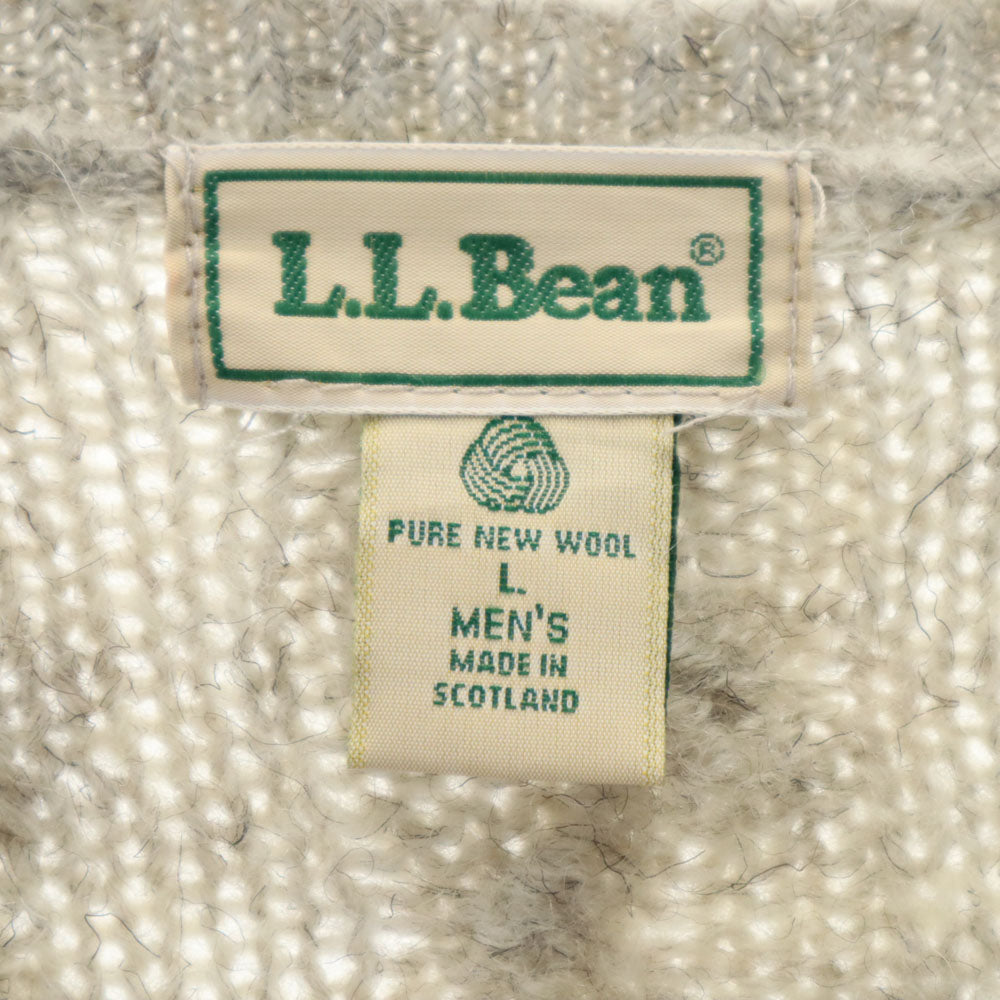 L.L.Bean®
PURE NEW WOOL
L.
MEN'S
MADE IN
SCOTLAND